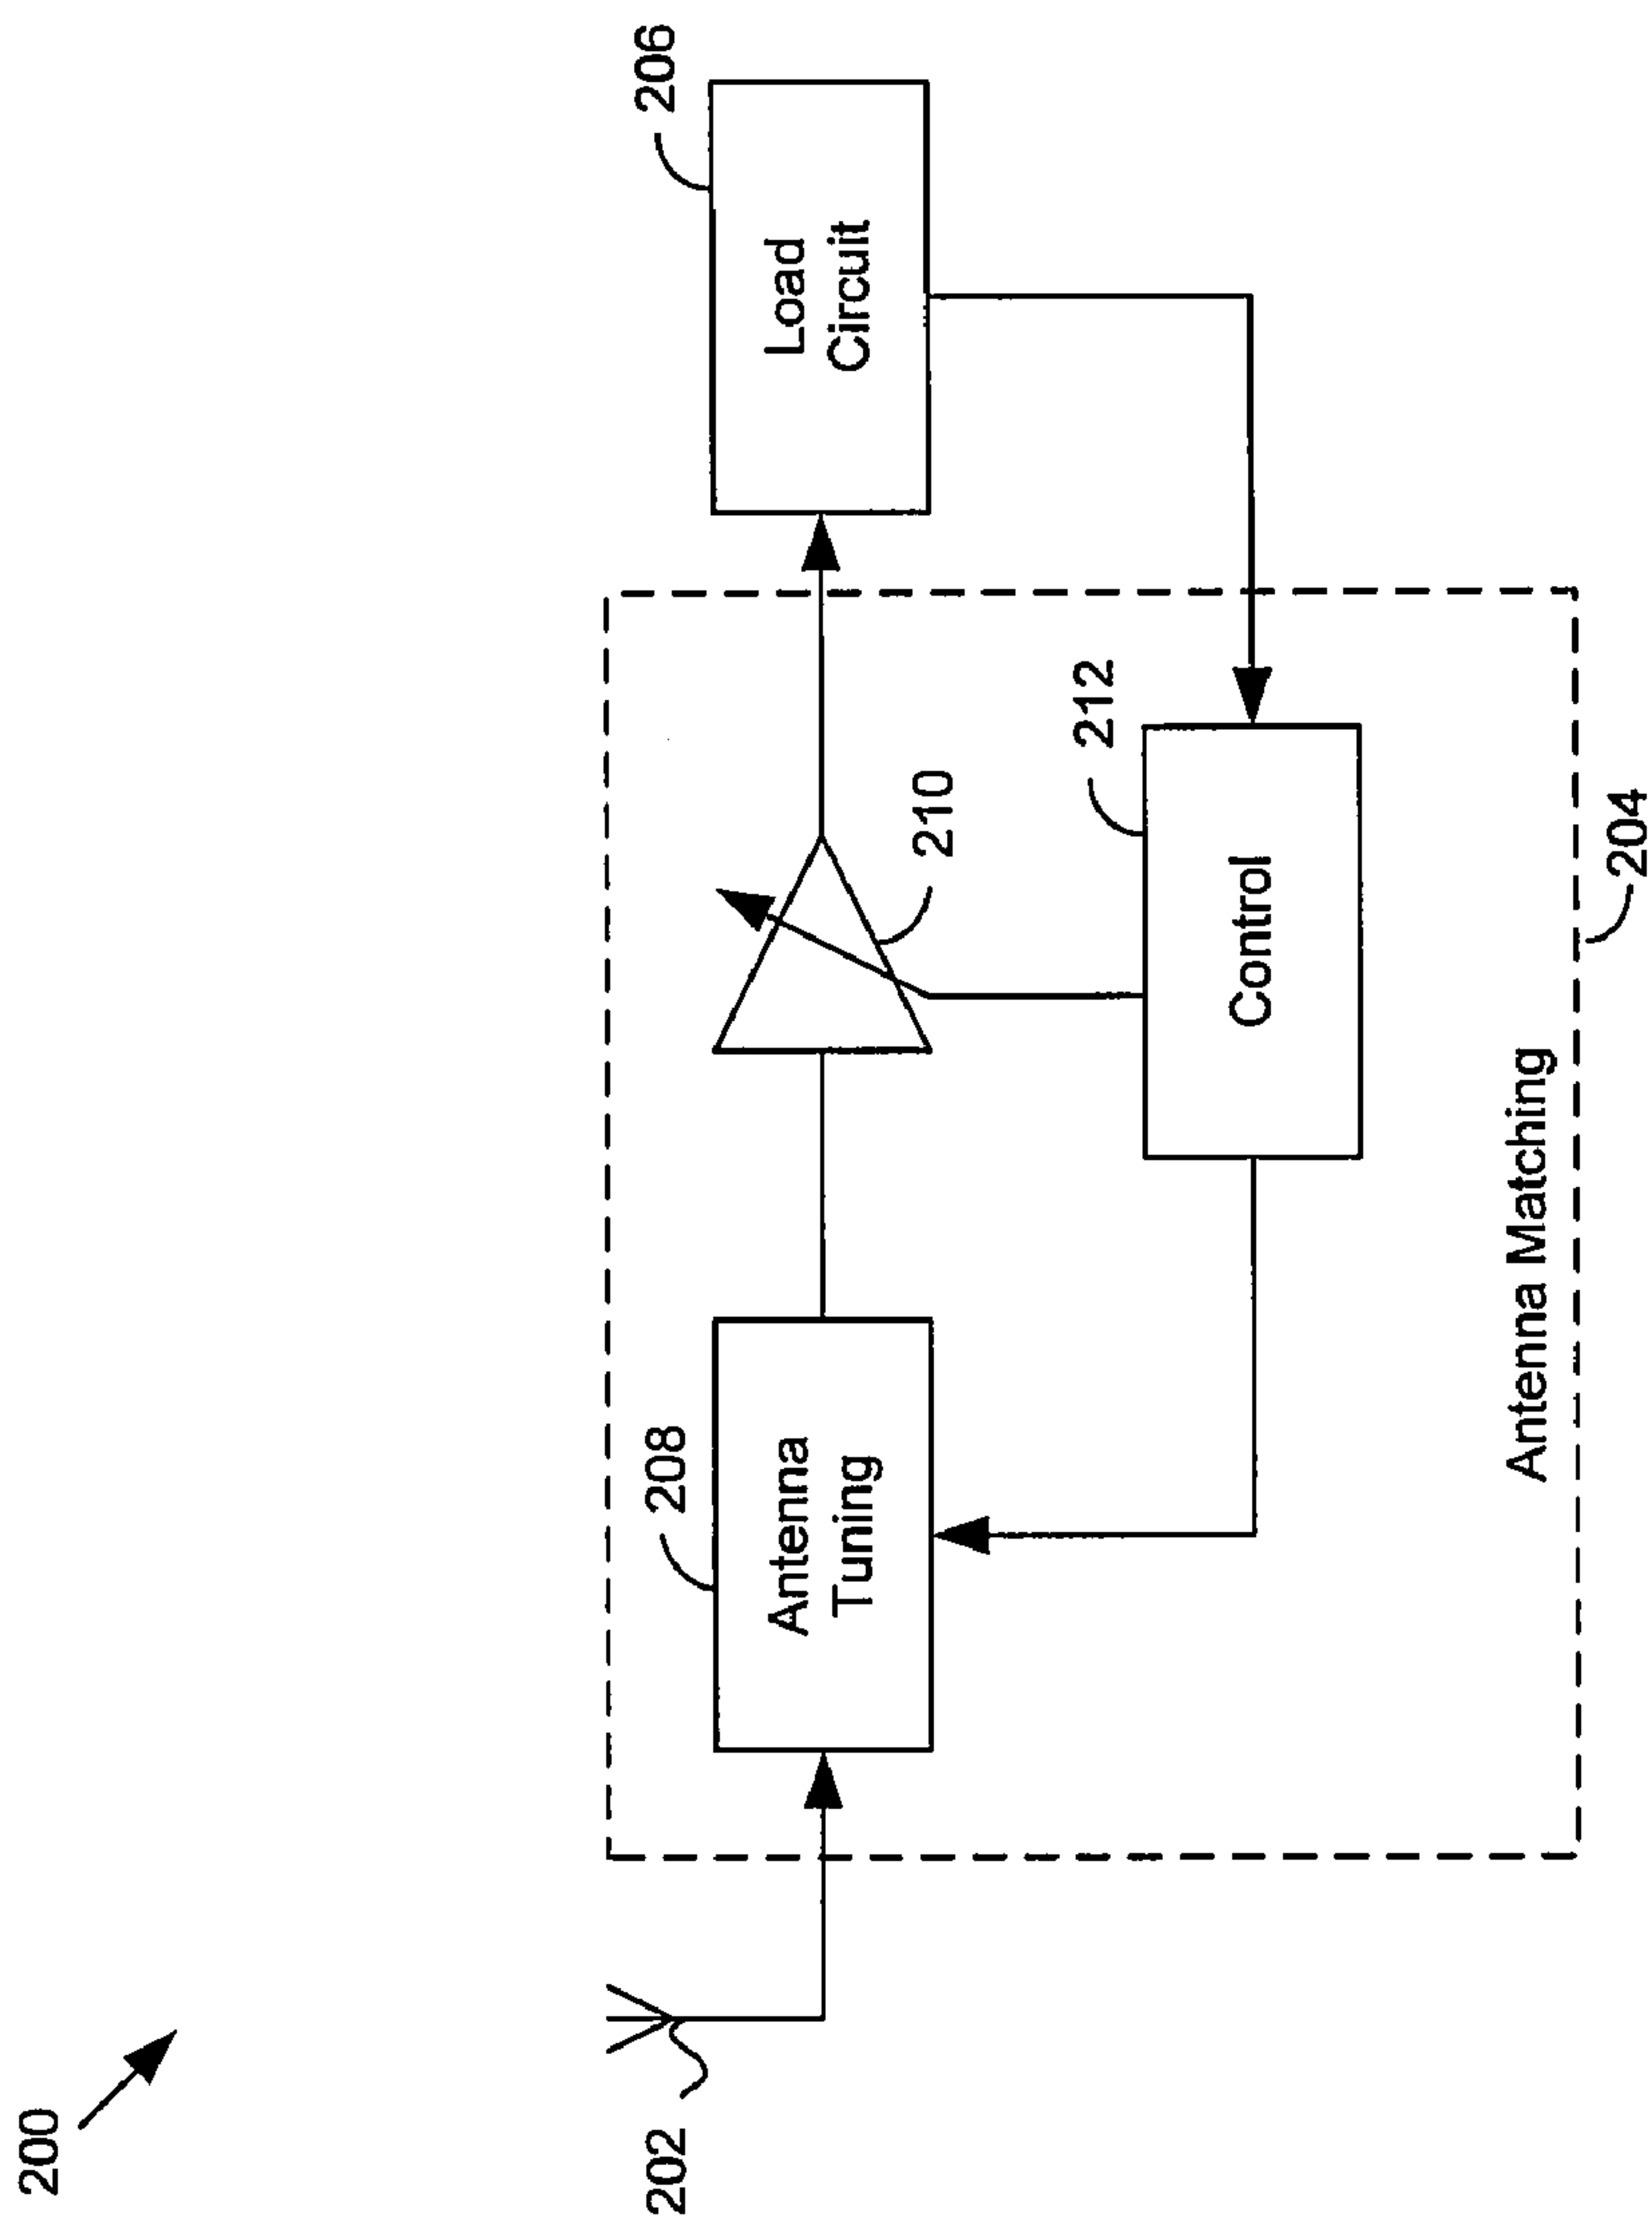 200
202
208
Antenna
Tuning
210
212
Control
206
Load
Circuit
Antenna Matching
204